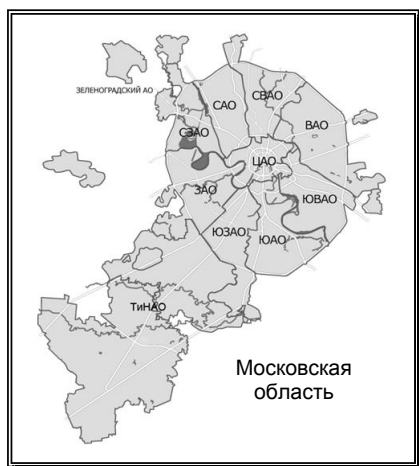 ЗЕЛЕНОГРАДСКИЙ АО
САО
СВАО
СЗАО
ВАО
ЦАО
ЗАО
ЮВАО
ЮЗАО
ЮАО
ТиНАО
Московская
область